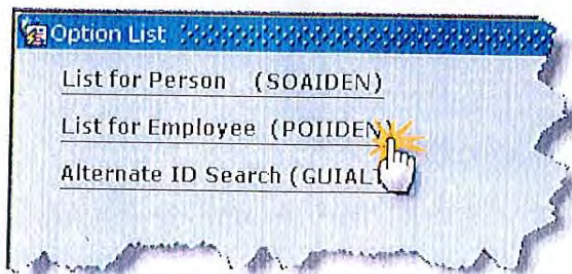 Option List
List for Person (SOAIDEN)
List for Employee (POIIDEN)
Alternate ID Search (GUIALT